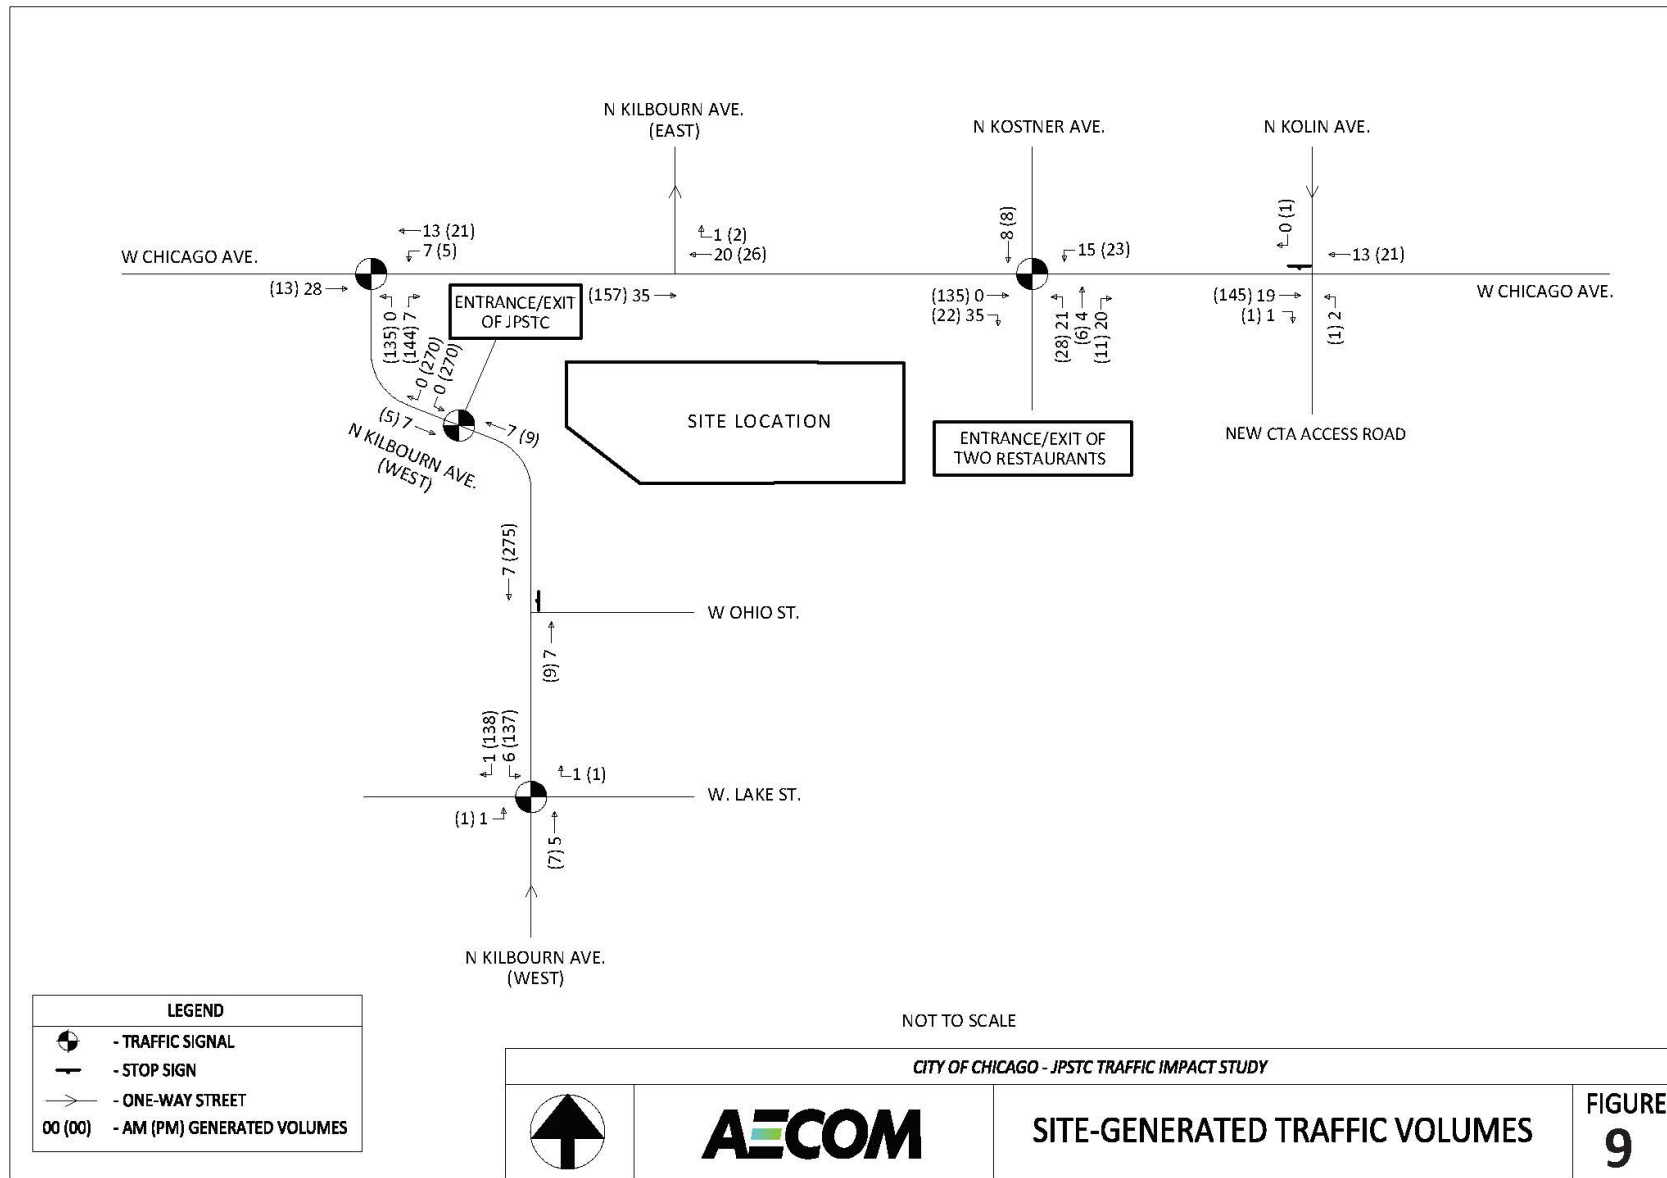 N KILBOURN AVE.
(EAST)
N KOSTNER AVE.
N KOLIN AVE.
W CHICAGO AVE.
13 (21)
7 (5)
1 (2)
20 (26)
8 (8)
15 (23)
0 (1)
13 (21)
W CHICAGO AVE.
(13) 28
(135) 0
(144) 7
ENTRANCE/EXIT
OF JPSTC
(157) 35
(135) 0
(22) 35
(28) 21
(6) 4
(11) 20
(145) 19
(1) 1
(1) 2
0 (270)
0 (270)
(5) 7
7 (9)
N KILBOURN AVE.
(WEST)
SITE LOCATION
ENTRANCE/EXIT OF
TWO RESTAURANTS
NEW CTA ACCESS ROAD
7 (275)
W OHIO ST.
(9) 7
1 (138)
6 (137)
1 (1)
W. LAKE ST.
(1) 1
(7) 5
N KILBOURN AVE.
(WEST)
LEGEND
- TRAFFIC SIGNAL
- STOP SIGN
- ONE-WAY STREET
00 (00) - AM (PM) GENERATED VOLUMES
NOT TO SCALE
CITY OF CHICAGO - JPSTC TRAFFIC IMPACT STUDY
AECOM
SITE-GENERATED TRAFFIC VOLUMES
FIGURE
9